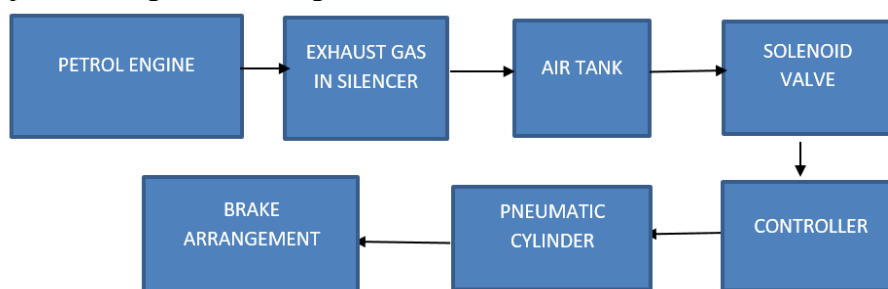 PETROL ENGINE
EXHAUST GAS
IN SILENCER
AIR TANK
SOLENOID
VALVE
BRAKE
ARRANGEMENT
PNEUMATIC
CYLINDER
CONTROLLER